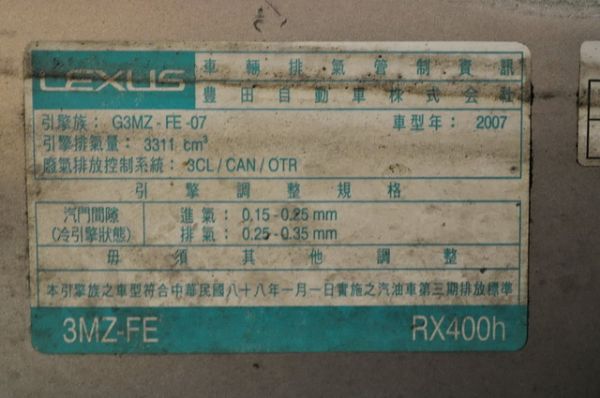 LEXUS
車輛排氣管制資訊
豐田自動車株式会社
引擎族： G3MZ-FE-07 車型年： 2007
引擎排氣量： 3311 cm³
廢氣排放控制系統： 3CL/CAN/OTR
引擎調整規格
汽門間隙 進氣： 0.15-0.25 mm
(冷引擎狀態) 排氣： 0.25-0.35 mm
毋須其他調整
本引擎族之車型符合中華民國八十八年一月一日實施之汽油車第三期排放標準
3MZ-FE RX400h